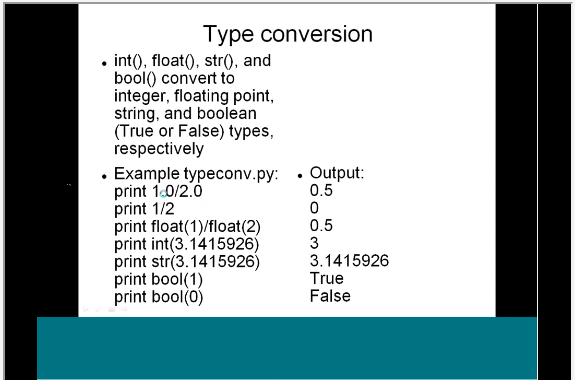 Type conversion
• int(), float(), str(), and
bool() convert to
integer, floating point,
string, and boolean
(True or False) types,
respectively
• Example typeconv.py:
print 1.0/2.0
print 1/2
print float(1)/float(2)
print int(3.1415926)
print str(3.1415926)
print bool(1)
print bool(0)
• Output:
0.5
0
0.5
3
3.1415926
True
False